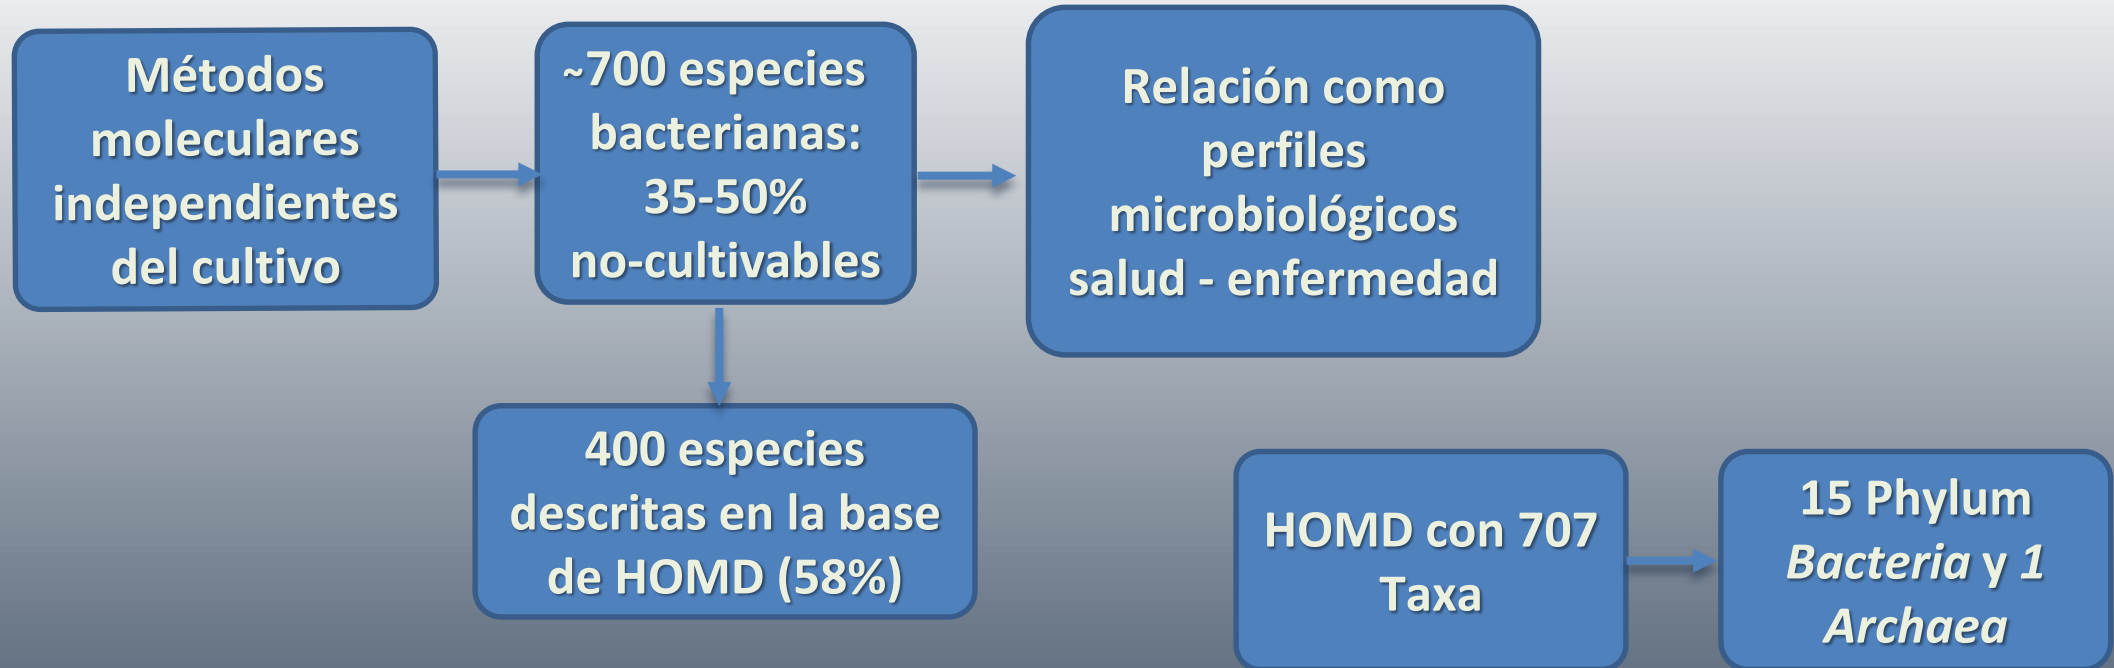 Métodos
moleculares
independientes
del cultivo
~700 especies
bacterianas:
35-50%
no-cultivables
Relación como
perfiles
microbiológicos
salud - enfermedad
400 especies
descritas en la base
de HOMD (58%)
HOMD con 707
Taxa
15 Phylum
Bacteria y 1
Archaea